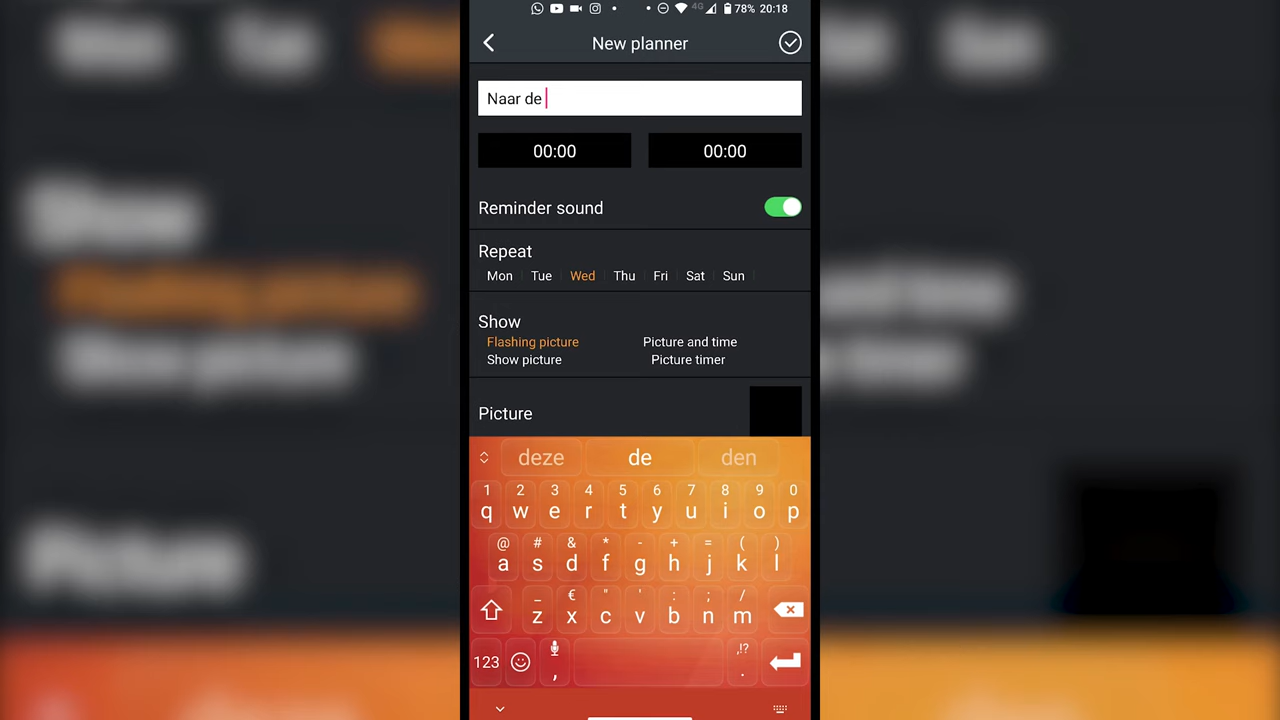 4G 78% 20:18
New planner
Naar de
00:00 00:00
Reminder sound
Repeat
Mon Tue Wed Thu Fri Sat Sun
Show
Flashing picture Picture and time
Show picture Picture timer
Picture
deze de den
1 2 3 4 5 6 7 8 9 0
q w e r t y u i o p
@ # & * - + = ( )
a s d f g h j k l
_ € " ' : ; /
z x c v b n m
123 , ,!? .